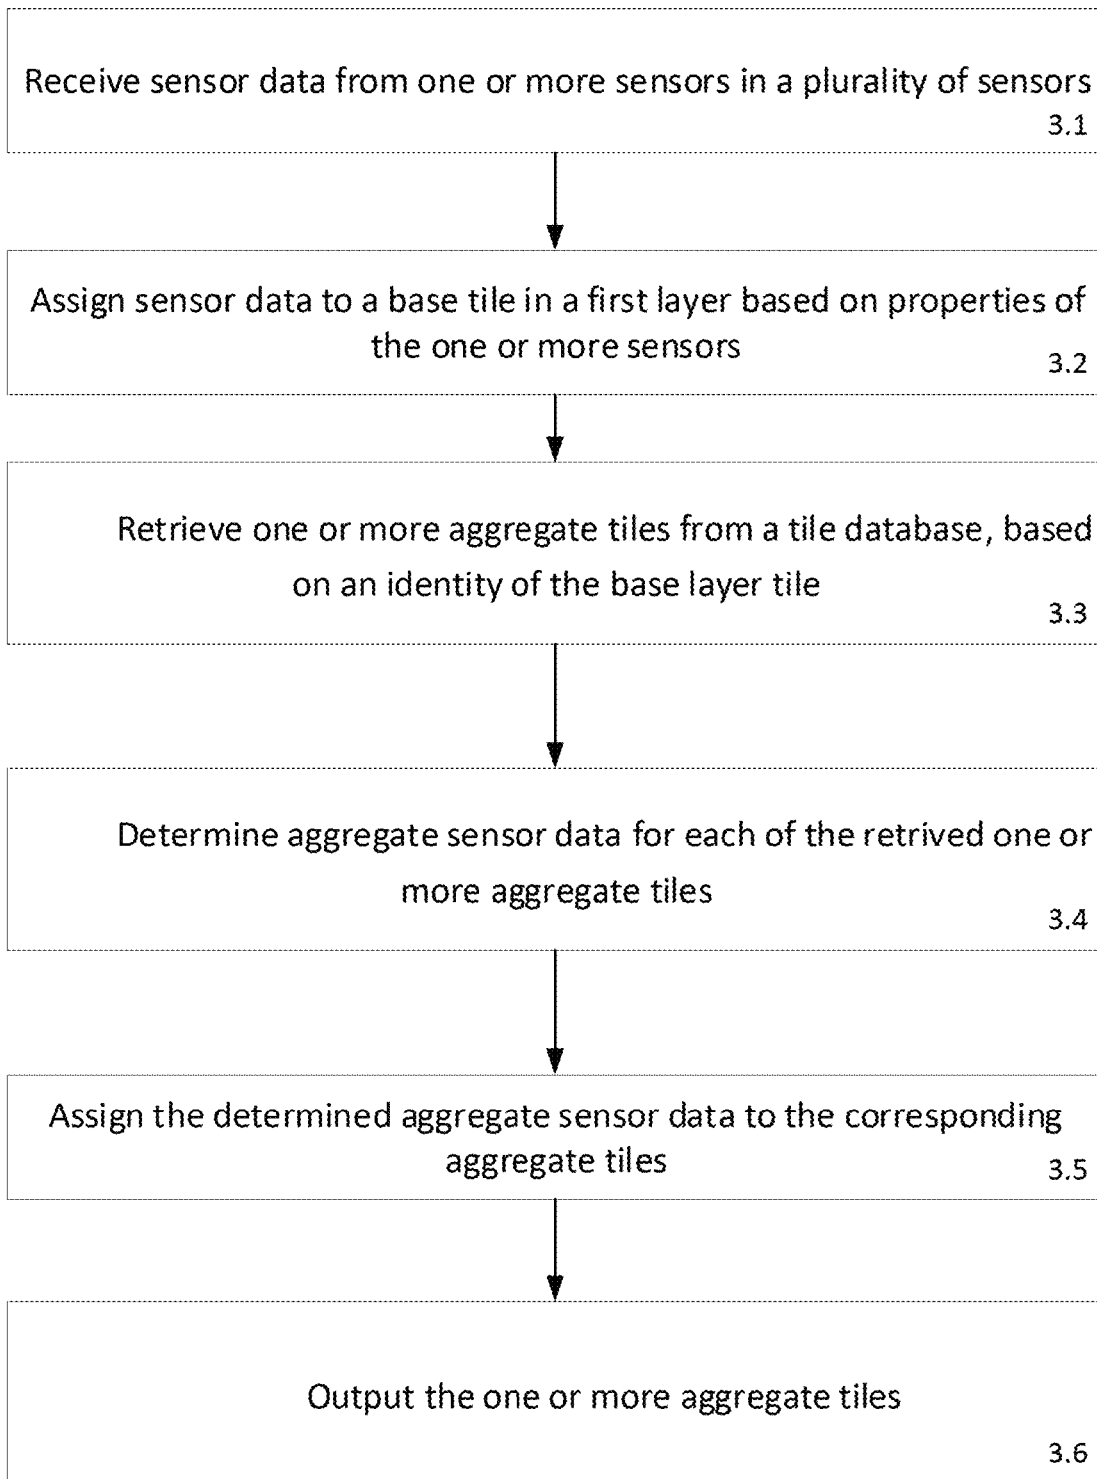 Receive sensor data from one or more sensors in a plurality of sensors
3.1
Assign sensor data to a base tile in a first layer based on properties of
the one or more sensors
3.2
Retrieve one or more aggregate tiles from a tile database, based
on an identity of the base layer tile
3.3
Determine aggregate sensor data for each of the retrived one or
more aggregate tiles
3.4
Assign the determined aggregate sensor data to the corresponding
aggregate tiles
3.5
Output the one or more aggregate tiles
3.6